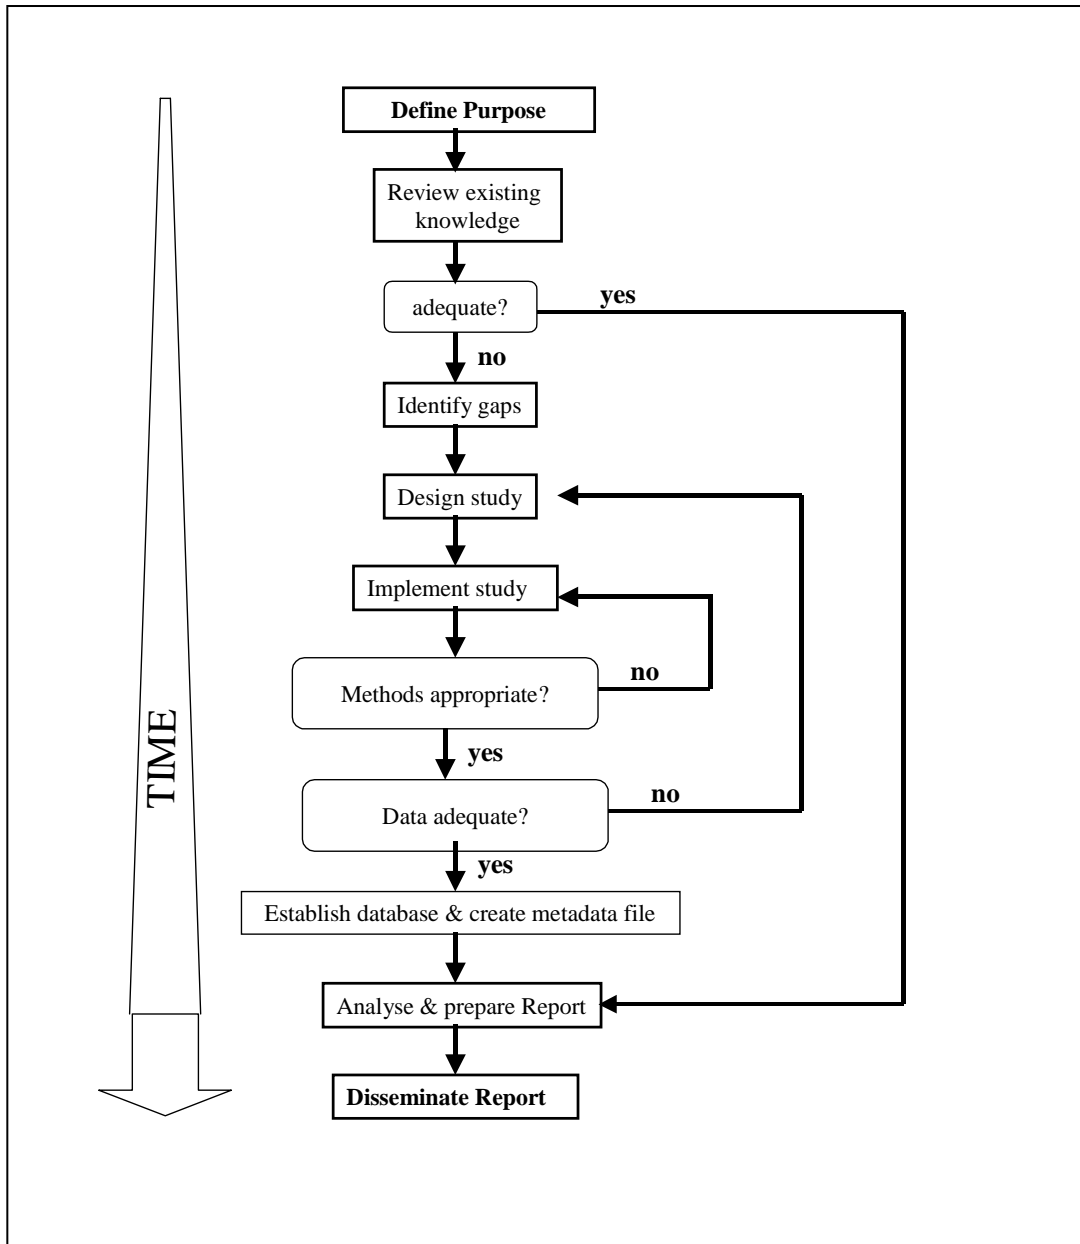 Define Purpose
Review existing
knowledge
adequate?
yes
no
Identify gaps
Design study
Implement study
Methods appropriate?
no
yes
TIME
Data adequate?
no
yes
Establish database & create metadata file
Analyse & prepare Report
Disseminate Report